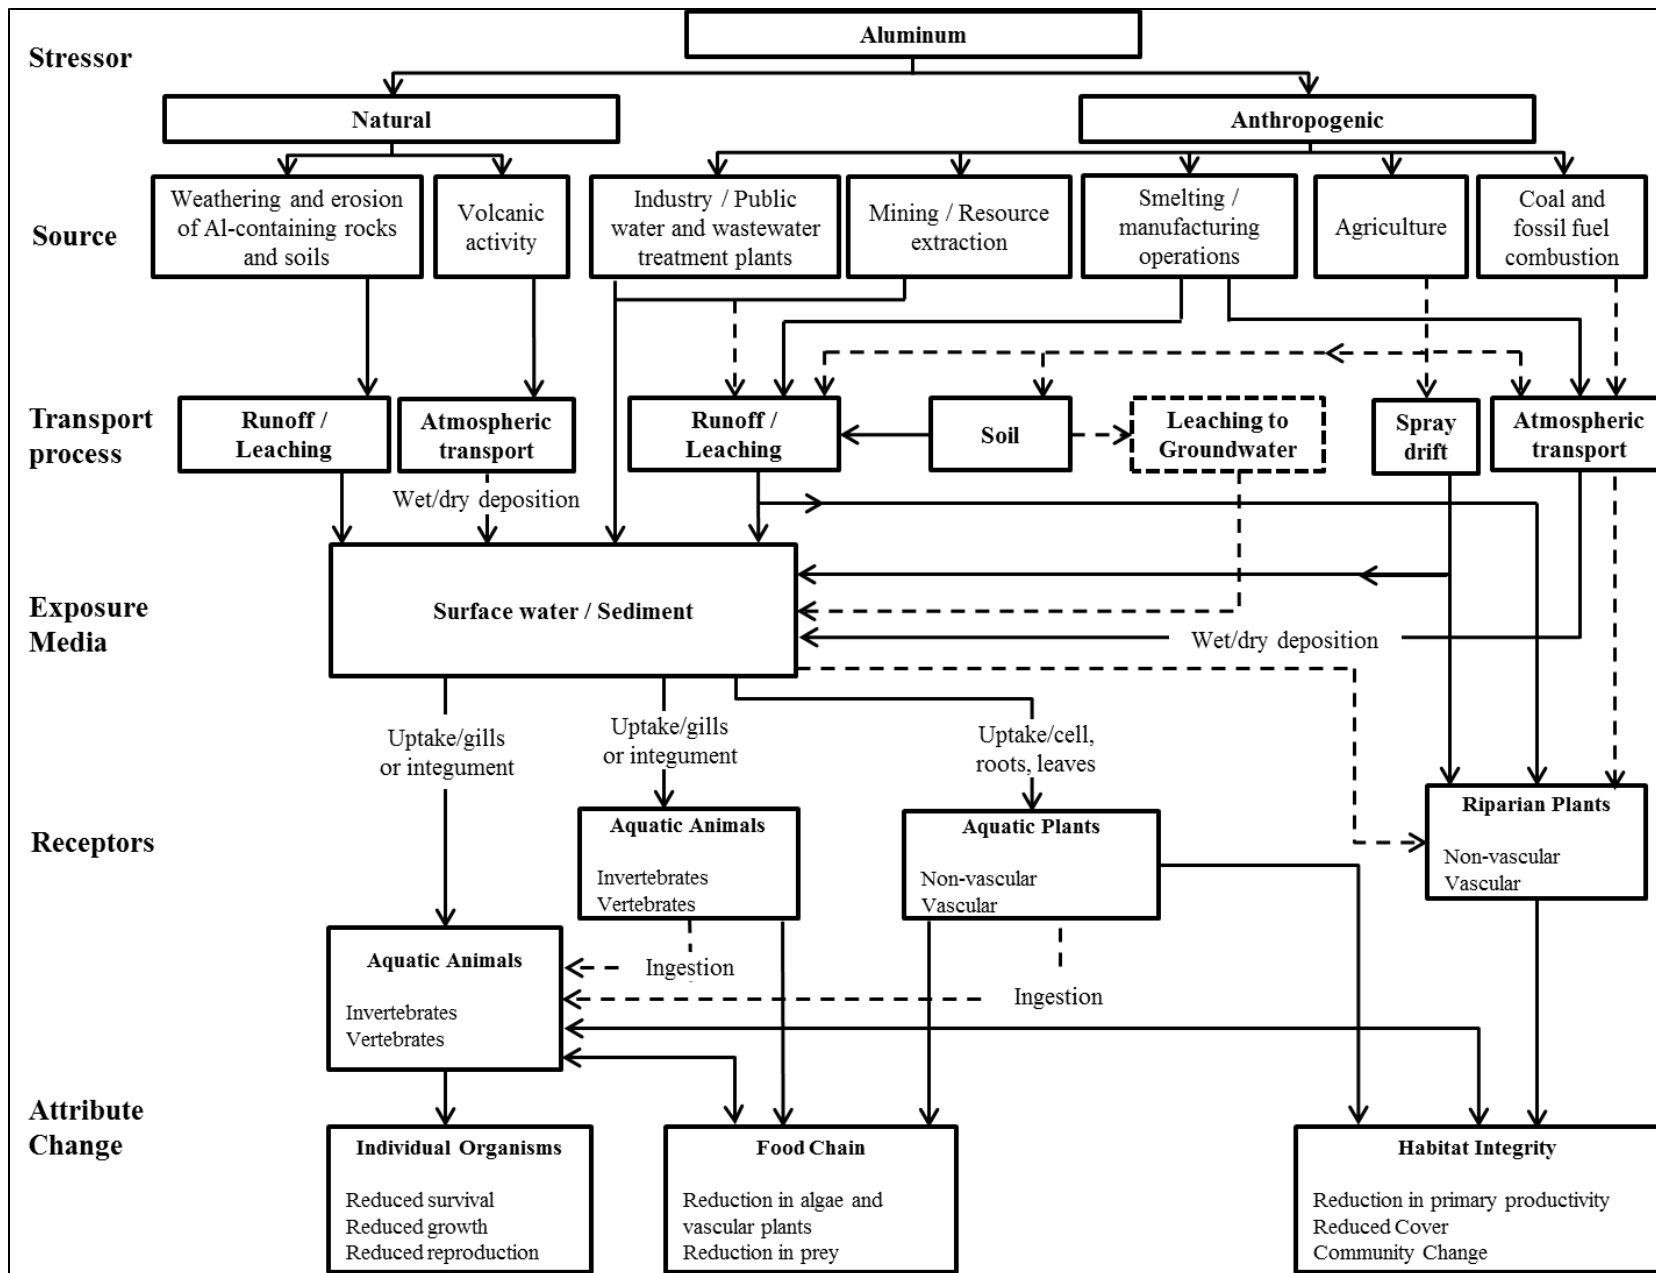 Aluminum
Stressor
Natural
Anthropogenic
Source
Weathering and erosion
of Al-containing rocks
and soils
Volcanic
activity
Industry / Public
water and wastewater
treatment plants
Mining / Resource
extraction
Smelting /
manufacturing
operations
Agriculture
Coal and
fossil fuel
combustion
Transport
process
Runoff /
Leaching
Atmospheric
transport
Runoff /
Leaching
Soil
Leaching to
Groundwater
Spray
drift
Atmospheric
transport
Wet/dry deposition
Exposure
Media
Surface water / Sediment
Wet/dry deposition
Uptake/gills
or integument
Uptake/gills
or integument
Uptake/cell,
roots, leaves
Receptors
Aquatic Animals
Invertebrates
Vertebrates
Aquatic Plants
Non-vascular
Vascular
Riparian Plants
Non-vascular
Vascular
Aquatic Animals
Invertebrates
Vertebrates
Ingestion
Ingestion
Attribute
Change
Individual Organisms
Reduced survival
Reduced growth
Reduced reproduction
Food Chain
Reduction in algae and
vascular plants
Reduction in prey
Habitat Integrity
Reduction in primary productivity
Reduced Cover
Community Change